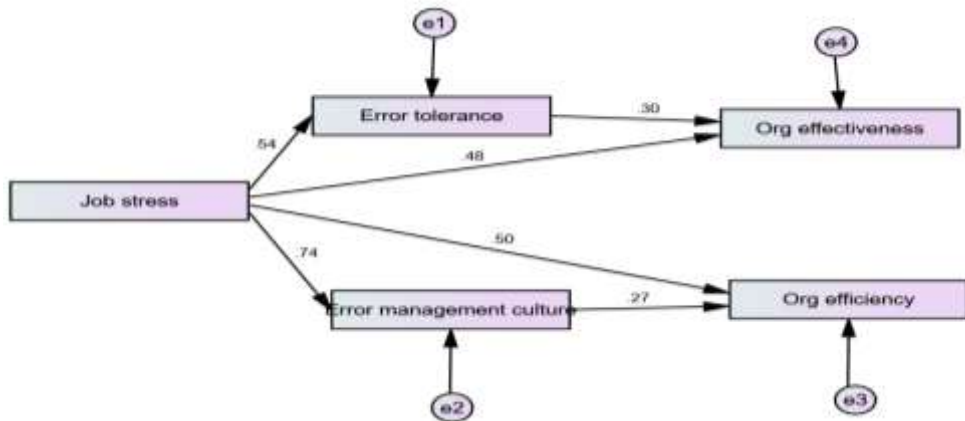 e1
e4
Error tolerance
.30
Org effectiveness
.54
.48
Job stress
.50
.74
Org efficiency
Error management culture
.27
e2
e3